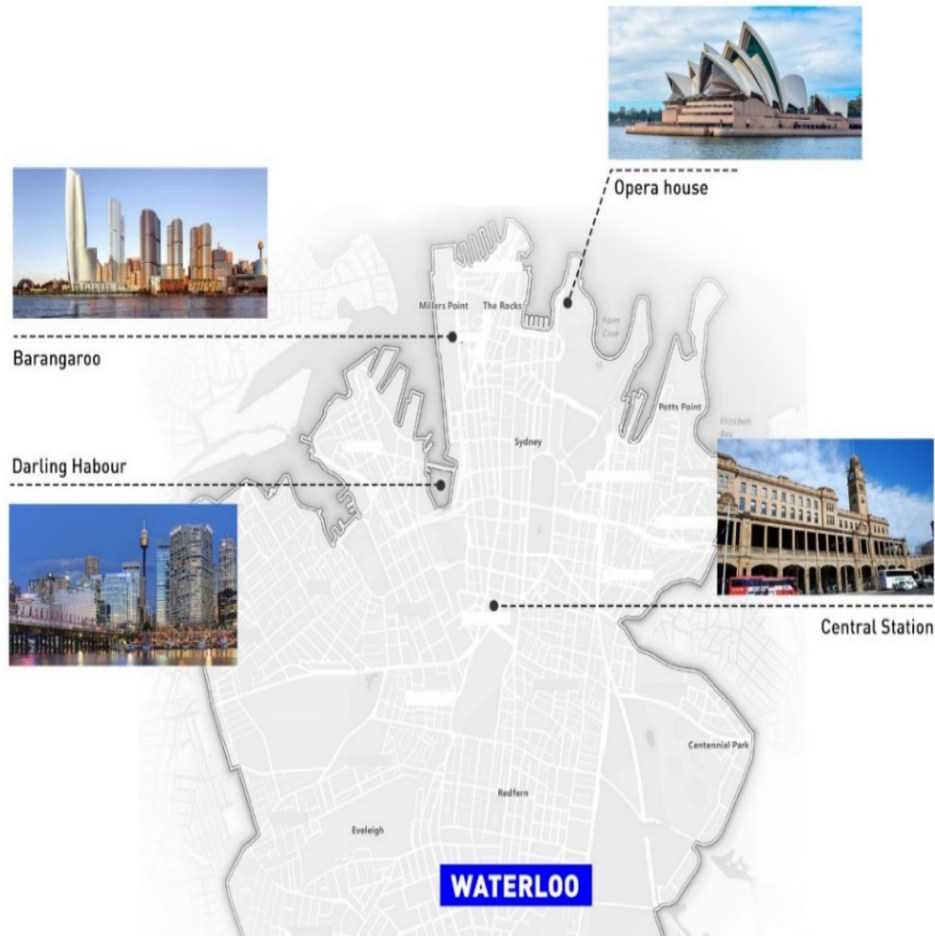 Opera house
Barangaroo
Millers Point
The Rocks
Farm
Cove
Potts Point
Elizabeth
Bay
Sydney
Darling Habour
Central Station
Centennial Park
Redfern
Eveleigh
WATERLOO